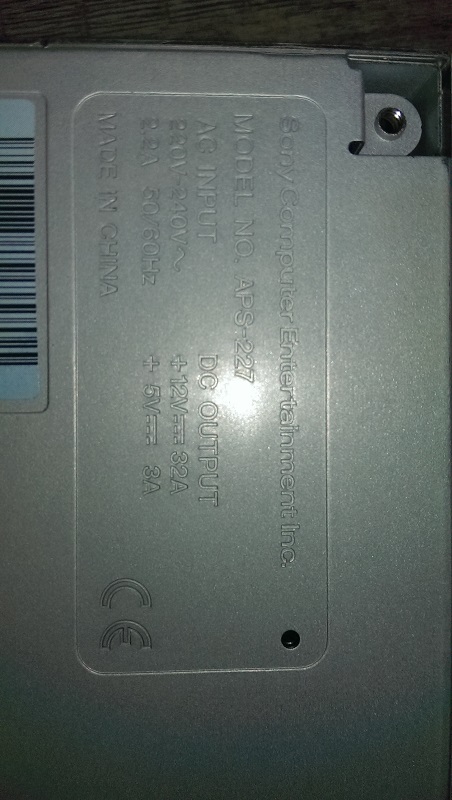 Sony Computer Entertainment Inc.
MODEL NO. APS-227
AC INPUT DC OUTPUT
220V-240V～ +12V⎓ 32A
2.2A 50/60Hz + 5V⎓ 3A
MADE IN CHINA CE